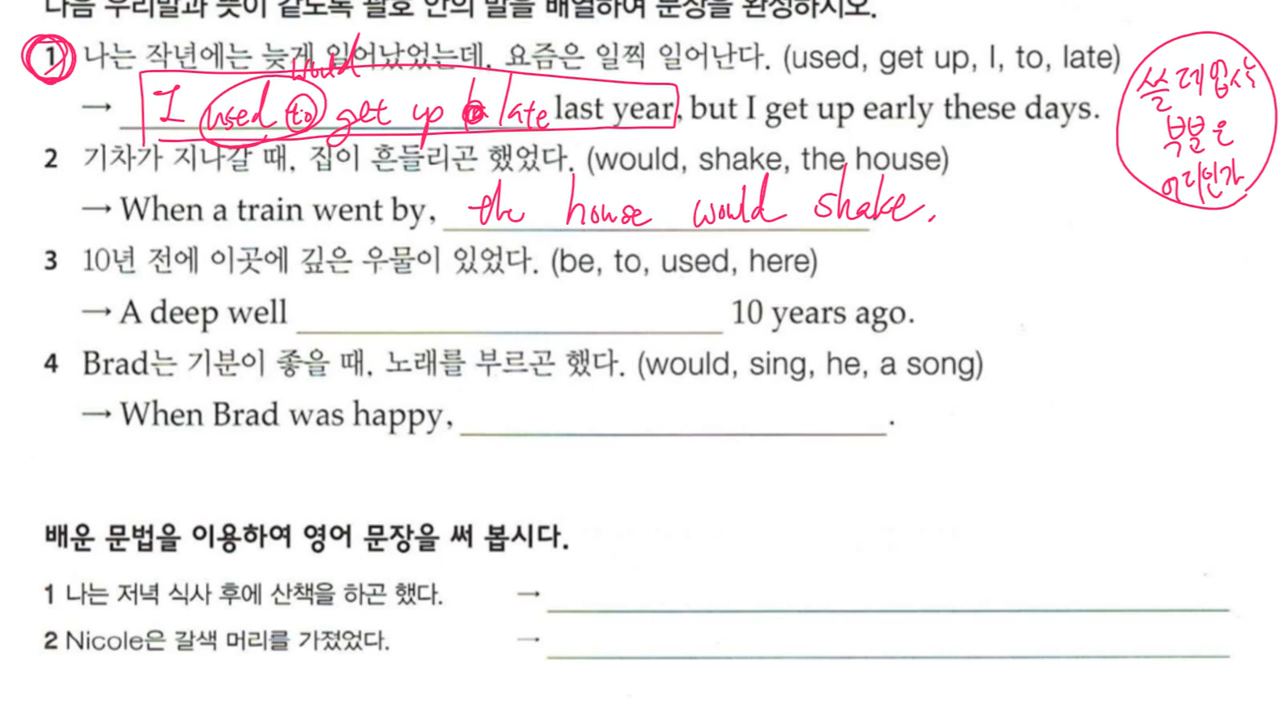 다음 우리말과 뜻이 같도록 괄호 안의 말을 배열하여 문장을 완성하시오.
1 나는 작년에는 늦게 일어났었는데, 요즘은 일찍 일어난다. (used, get up, I, to, late)
would
→ I used to get up late last year, but I get up early these days.
쓸데없는
부분은
어디인가
2 기차가 지나갈 때, 집이 흔들리곤 했었다. (would, shake, the house)
→ When a train went by, the house would shake.
3 10년 전에 이곳에 깊은 우물이 있었다. (be, to, used, here)
→ A deep well 10 years ago.
4 Brad는 기분이 좋을 때, 노래를 부르곤 했다. (would, sing, he, a song)
→ When Brad was happy, .
배운 문법을 이용하여 영어 문장을 써 봅시다.
1 나는 저녁 식사 후에 산책을 하곤 했다. →
2 Nicole은 갈색 머리를 가졌었다. →